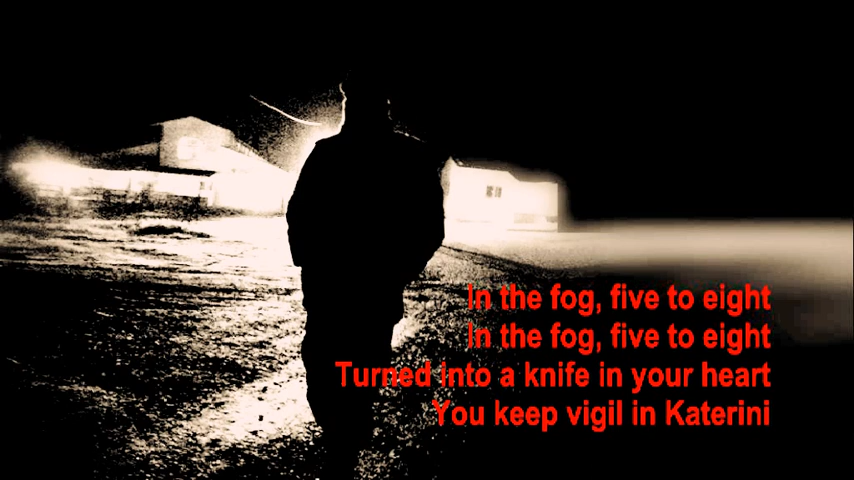 In the fog, five to eight
In the fog, five to eight
Turned into a knife in your heart
You keep vigil in Katerini